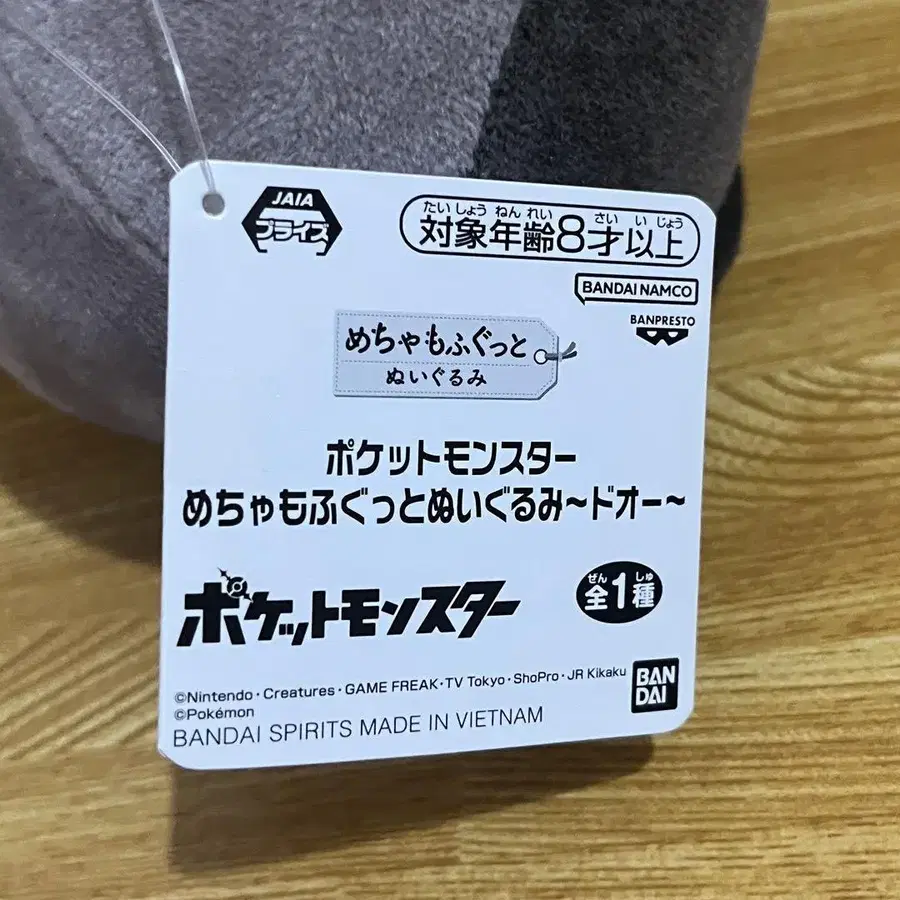 JAIA
プライズ
たいしょうねんれい さいいじょう
対象年齢8才以上
BANDAI NAMCO
BANPRESTO
めちゃもふぐっと
ぬいぐるみ
ポケットモンスター
めちゃもふぐっとぬいぐるみ～ドオー～
ポケットモンスター
ぜん しゅ
全1種
©Nintendo・Creatures・GAME FREAK・TV Tokyo・ShoPro・JR Kikaku
©Pokémon
BANDAI SPIRITS MADE IN VIETNAM
BAN
DAI